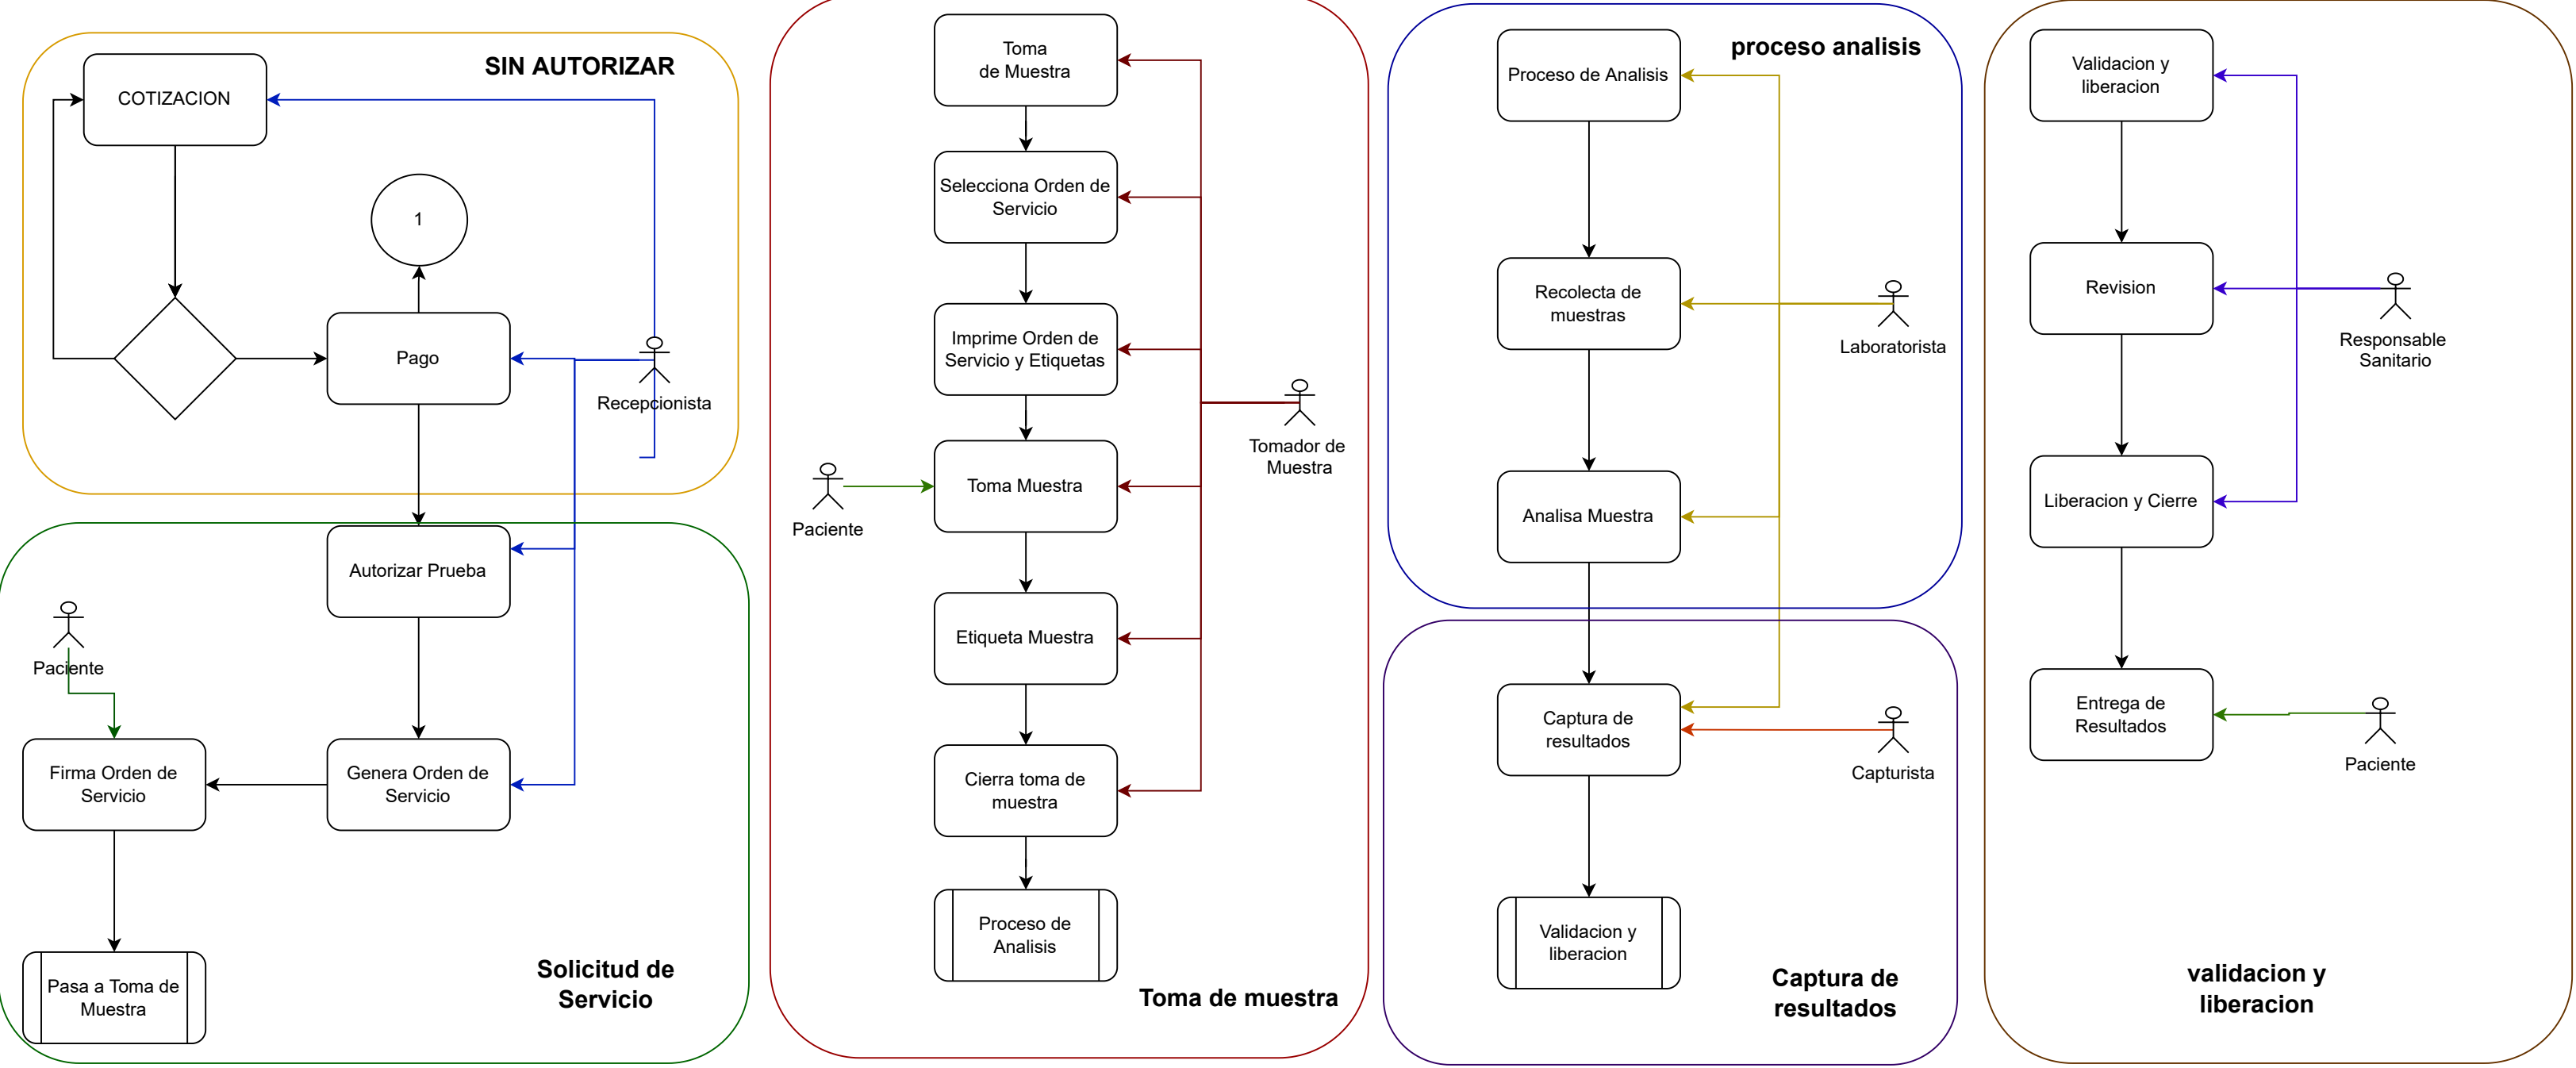 SIN AUTORIZAR
COTIZACION
1
Pago
Recepcionista
Autorizar Prueba
Paciente
Firma Orden de
Servicio
Genera Orden de
Servicio
Pasa a Toma de
Muestra
Solicitud de
Servicio
Toma
de Muestra
Selecciona Orden de
Servicio
Imprime Orden de
Servicio y Etiquetas
Tomador de
Muestra
Toma Muestra
Paciente
Etiqueta Muestra
Cierra toma de
muestra
Proceso de
Analisis
Toma de muestra
proceso analisis
Proceso de Analisis
Recolecta de
muestras
Laboratorista
Analisa Muestra
Captura de
resultados
Capturista
Validacion y
liberacion
Captura de
resultados
Validacion y
liberacion
Revision
Responsable
Sanitario
Liberacion y Cierre
Entrega de
Resultados
Paciente
validacion y
liberacion